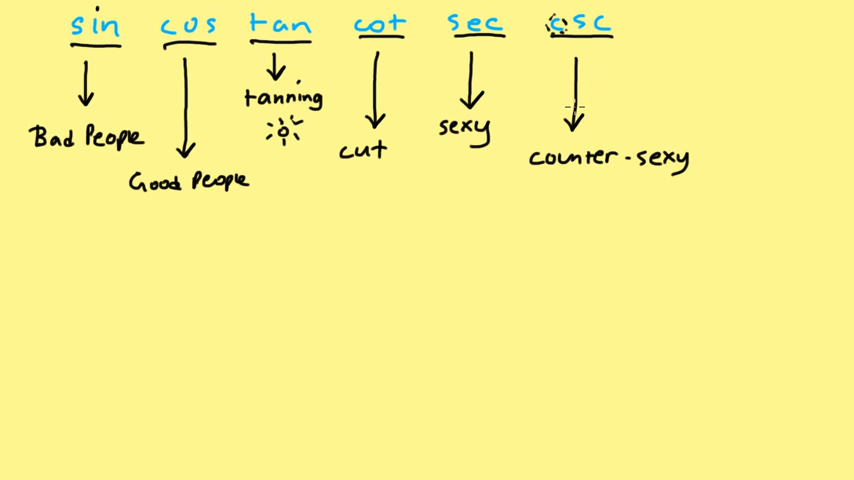 sin cos tan cot sec csc
tanning
Bad People
cut
sexy
counter-sexy
Good People